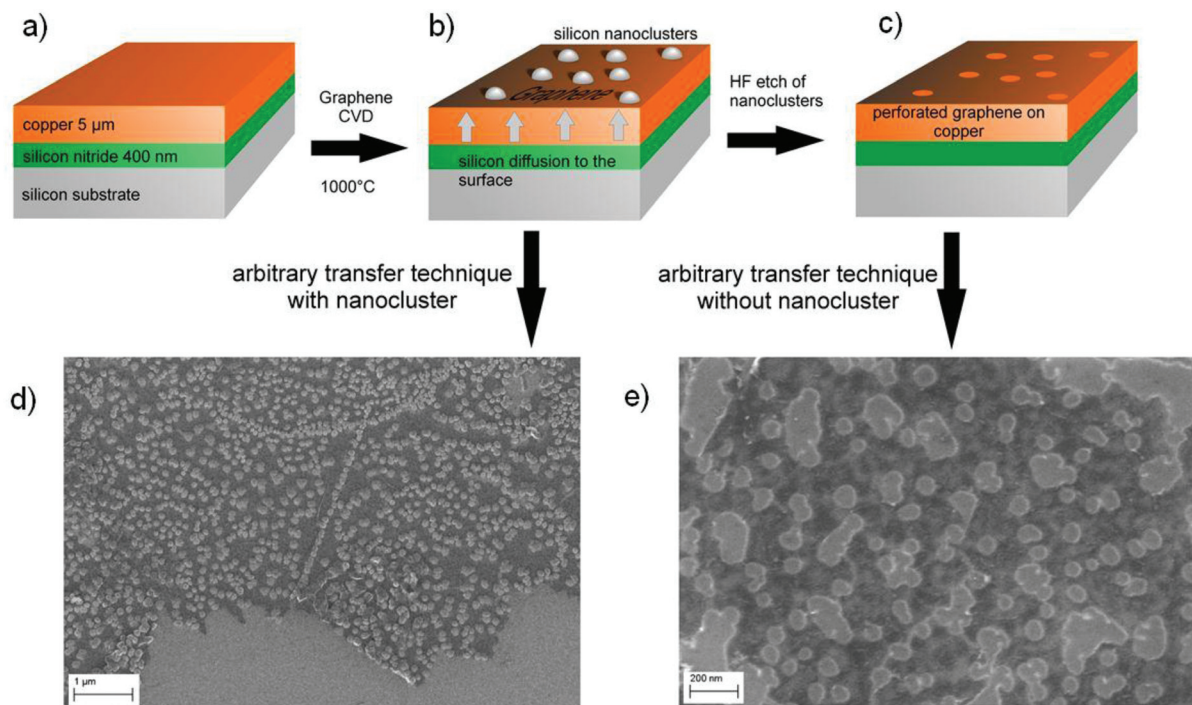 a)
copper 5 µm
silicon nitride 400 nm
silicon substrate
Graphene
CVD
1000°C
b)
silicon nanoclusters
Graphene
silicon diffusion to the
surface
HF etch of
nanoclusters
c)
perforated graphene on
copper
arbitrary transfer technique
with nanocluster
arbitrary transfer technique
without nanocluster
d)
1 µm
e)
200 nm